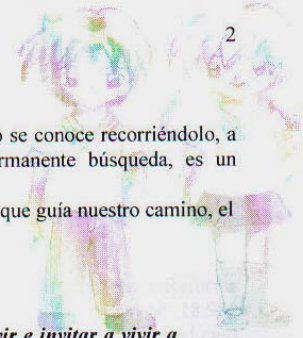 2
o se conoce recorriéndolo, a
rmanente búsqueda, es un
que guía nuestro camino, el
vir e invitar a vivir a